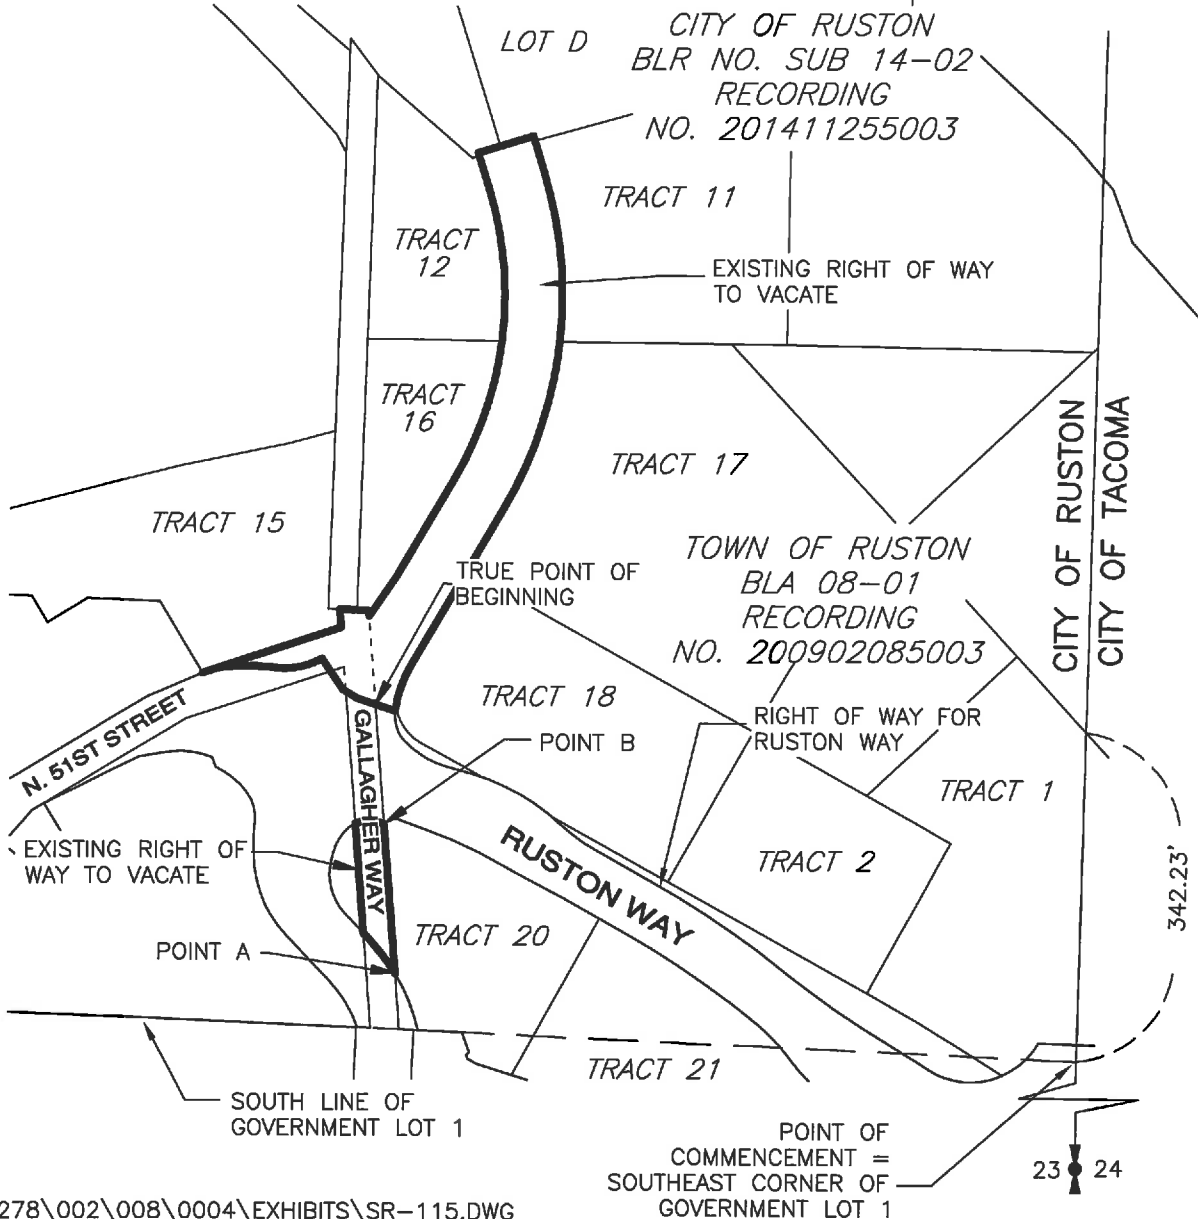 LOT D
CITY OF RUSTON
BLR NO. SUB 14-02
RECORDING
NO. 201411255003
TRACT 11
TRACT
12
EXISTING RIGHT OF WAY
TO VACATE
TRACT
16
CITY OF RUSTON
CITY OF TACOMA
TRACT 17
TRACT 15
TOWN OF RUSTON
BLA 08-01
RECORDING
NO. 200902085003
TRUE POINT OF
BEGINNING
TRACT 18
N. 51ST STREET
GALLAGHER WAY
POINT B
RIGHT OF WAY FOR
RUSTON WAY
TRACT 1
EXISTING RIGHT OF
WAY TO VACATE
RUSTON WAY
TRACT 2
342.23'
POINT A
TRACT 20
TRACT 21
SOUTH LINE OF
GOVERNMENT LOT 1
POINT OF
COMMENCEMENT =
SOUTHEAST CORNER OF
GOVERNMENT LOT 1
23 24
278\002\008\0004\EXHIBITS\SR-115.DWG